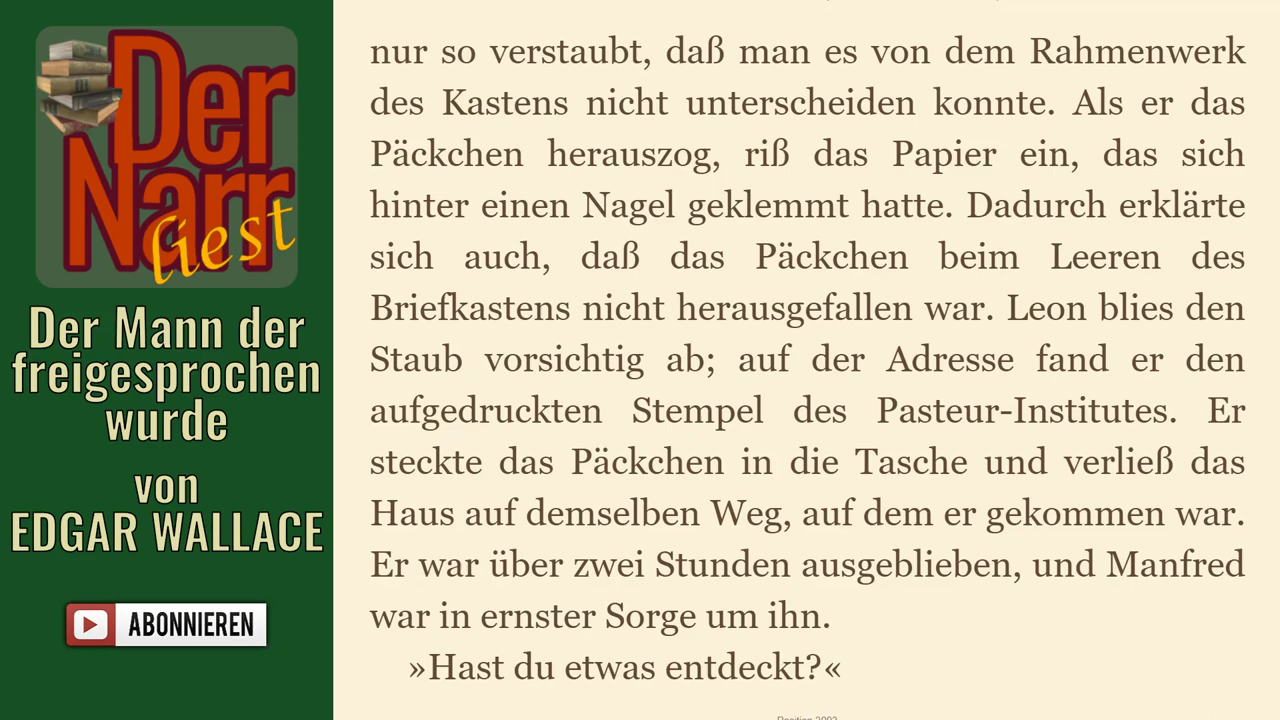 Der
Narr
liest
Der Mann der
freigesprochen
wurde
von
EDGAR WALLACE
ABONNIEREN
nur so verstaubt, daß man es von dem Rahmenwerk
des Kastens nicht unterscheiden konnte. Als er das
Päckchen herauszog, riß das Papier ein, das sich
hinter einen Nagel geklemmt hatte. Dadurch erklärte
sich auch, daß das Päckchen beim Leeren des
Briefkastens nicht herausgefallen war. Leon blies den
Staub vorsichtig ab; auf der Adresse fand er den
aufgedruckten Stempel des Pasteur-Institutes. Er
steckte das Päckchen in die Tasche und verließ das
Haus auf demselben Weg, auf dem er gekommen war.
Er war über zwei Stunden ausgeblieben, und Manfred
war in ernster Sorge um ihn.
»Hast du etwas entdeckt?«